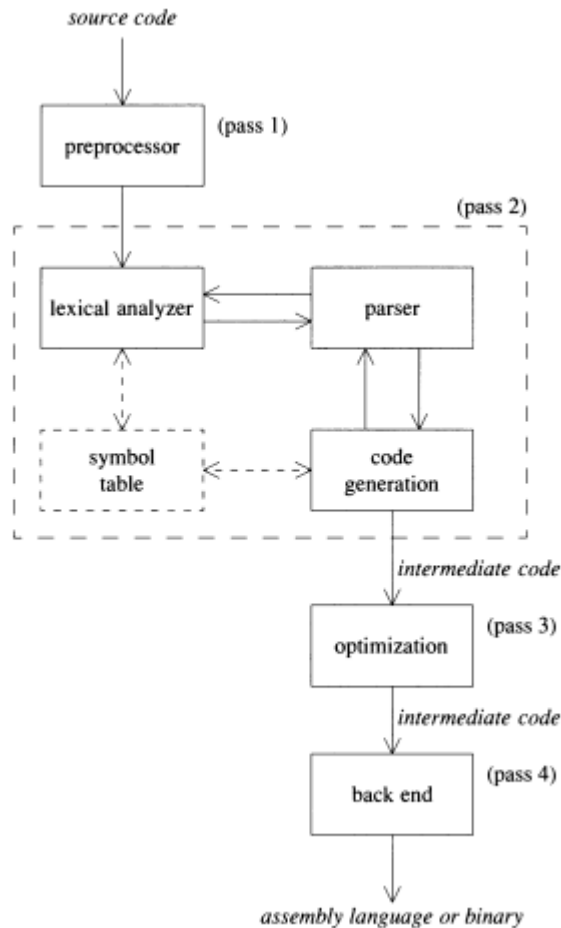 source code
(pass 1)
preprocessor
(pass 2)
lexical analyzer
parser
symbol
table
code
generation
intermediate code
(pass 3)
optimization
intermediate code
(pass 4)
back end
assembly language or binary